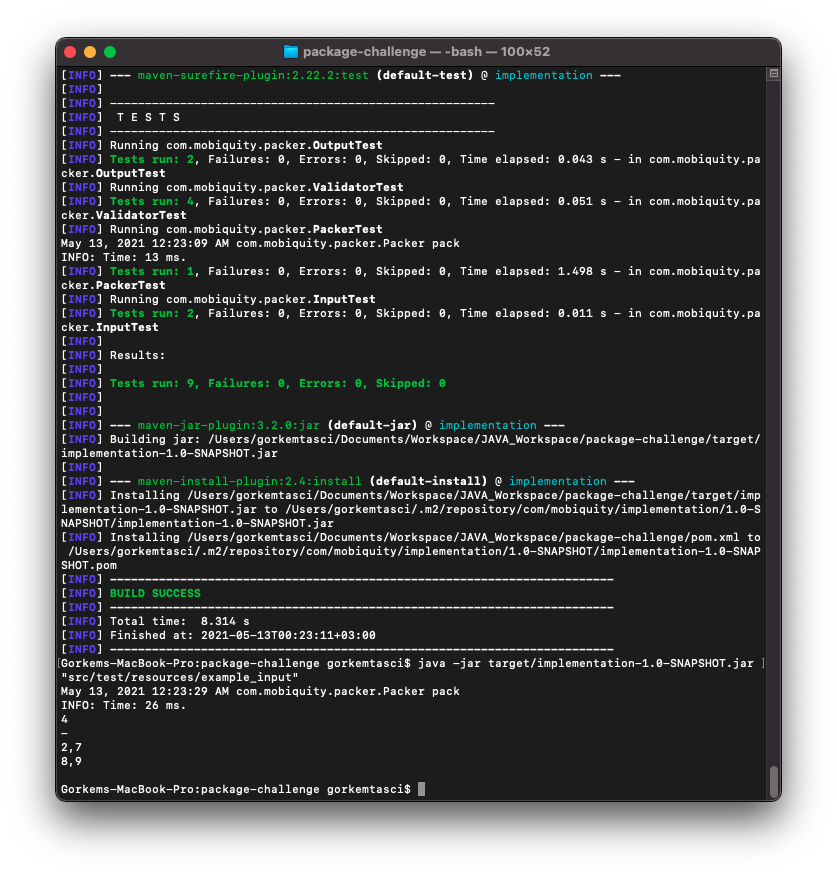 package-challenge — -bash — 100×52
[INFO] --- maven-surefire-plugin:2.22.2:test (default-test) @ implementation ---
[INFO]
[INFO] -------------------------------------------------------
[INFO]  T E S T S
[INFO] -------------------------------------------------------
[INFO] Running com.mobiquity.packer.OutputTest
[INFO] Tests run: 2, Failures: 0, Errors: 0, Skipped: 0, Time elapsed: 0.043 s - in com.mobiquity.pa
cker.OutputTest
[INFO] Running com.mobiquity.packer.ValidatorTest
[INFO] Tests run: 4, Failures: 0, Errors: 0, Skipped: 0, Time elapsed: 0.051 s - in com.mobiquity.pa
cker.ValidatorTest
[INFO] Running com.mobiquity.packer.PackerTest
May 13, 2021 12:23:09 AM com.mobiquity.packer.Packer pack
INFO: Time: 13 ms.
[INFO] Tests run: 1, Failures: 0, Errors: 0, Skipped: 0, Time elapsed: 1.498 s - in com.mobiquity.pa
cker.PackerTest
[INFO] Running com.mobiquity.packer.InputTest
[INFO] Tests run: 2, Failures: 0, Errors: 0, Skipped: 0, Time elapsed: 0.011 s - in com.mobiquity.pa
cker.InputTest
[INFO]
[INFO] Results:
[INFO]
[INFO] Tests run: 9, Failures: 0, Errors: 0, Skipped: 0
[INFO]
[INFO]
[INFO] --- maven-jar-plugin:3.2.0:jar (default-jar) @ implementation ---
[INFO] Building jar: /Users/gorkemtasci/Documents/Workspace/JAVA_Workspace/package-challenge/target/
implementation-1.0-SNAPSHOT.jar
[INFO]
[INFO] --- maven-install-plugin:2.4:install (default-install) @ implementation ---
[INFO] Installing /Users/gorkemtasci/Documents/Workspace/JAVA_Workspace/package-challenge/target/imp
lementation-1.0-SNAPSHOT.jar to /Users/gorkemtasci/.m2/repository/com/mobiquity/implementation/1.0-S
NAPSHOT/implementation-1.0-SNAPSHOT.jar
[INFO] Installing /Users/gorkemtasci/Documents/Workspace/JAVA_Workspace/package-challenge/pom.xml to
 /Users/gorkemtasci/.m2/repository/com/mobiquity/implementation/1.0-SNAPSHOT/implementation-1.0-SNAP
SHOT.pom
[INFO] ------------------------------------------------------------------------
[INFO] BUILD SUCCESS
[INFO] ------------------------------------------------------------------------
[INFO] Total time:  8.314 s
[INFO] Finished at: 2021-05-13T00:23:11+03:00
[INFO] ------------------------------------------------------------------------
[Gorkems-MacBook-Pro:package-challenge gorkemtasci$ java -jar target/implementation-1.0-SNAPSHOT.jar ]
"src/test/resources/example_input"
May 13, 2021 12:23:29 AM com.mobiquity.packer.Packer pack
INFO: Time: 26 ms.
4
-
2,7
8,9
Gorkems-MacBook-Pro:package-challenge gorkemtasci$